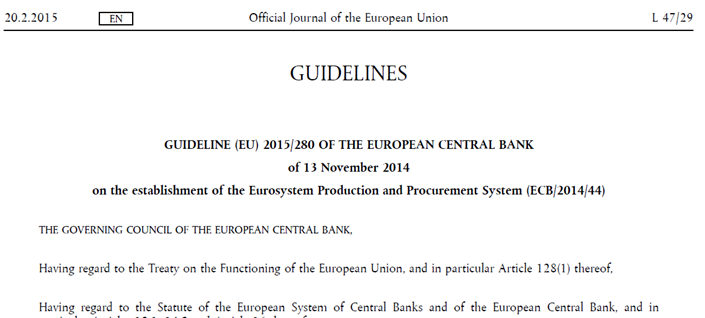 20.2.2015 EN Official Journal of the European Union L 47/29
GUIDELINES
GUIDELINE (EU) 2015/280 OF THE EUROPEAN CENTRAL BANK
of 13 November 2014
on the establishment of the Eurosystem Production and Procurement System (ECB/2014/44)
THE GOVERNING COUNCIL OF THE EUROPEAN CENTRAL BANK,
Having regard to the Treaty on the Functioning of the European Union, and in particular Article 128(1) thereof,
Having regard to the Statute of the European System of Central Banks and of the European Central Bank, and in